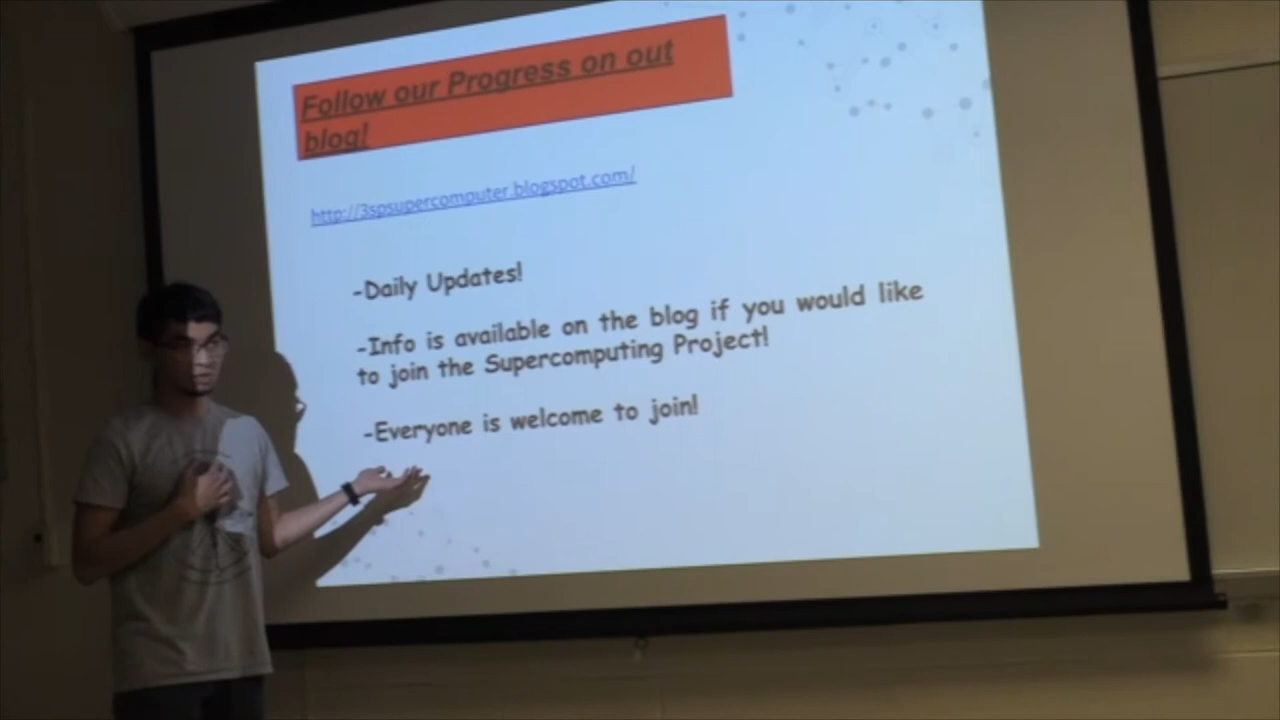 Follow our Progress on out
blog!
http://3spsupercomputer.blogspot.com/
-Daily Updates!
-Info is available on the blog if you would like
to join the Supercomputing Project!
-Everyone is welcome to join!